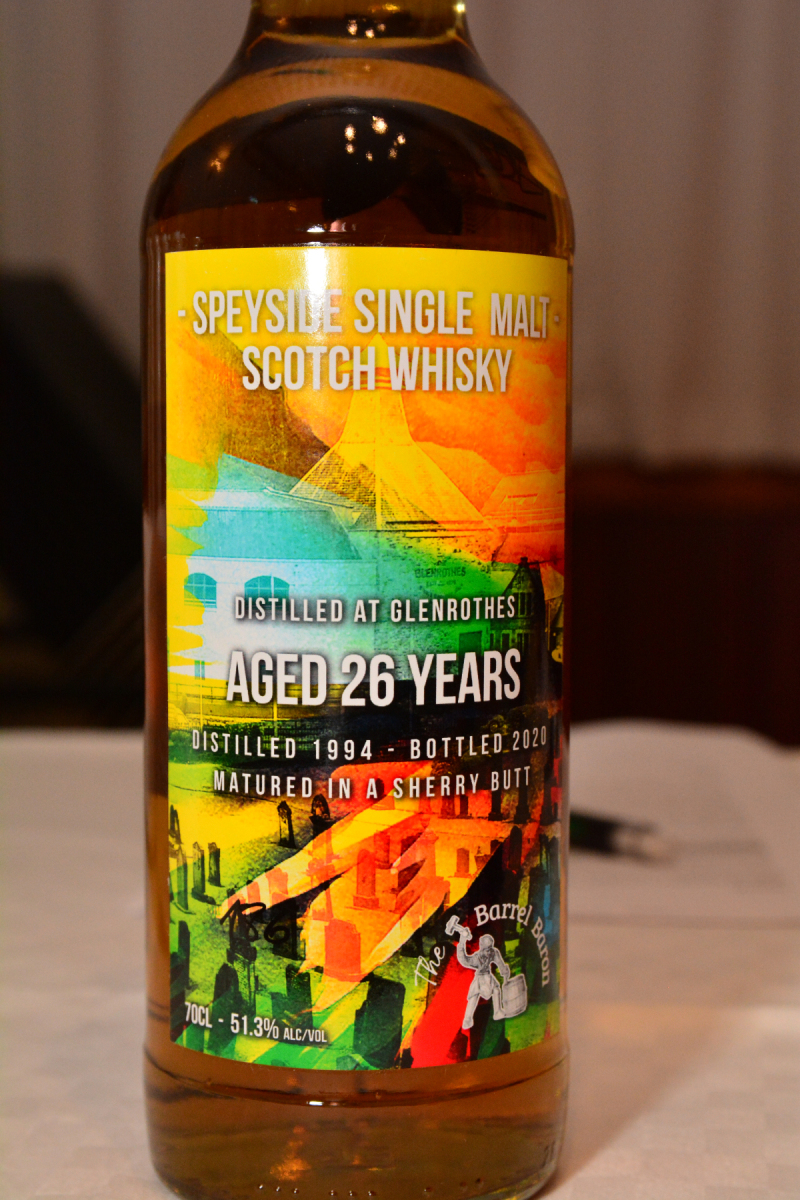 - SPEYSIDE SINGLE MALT -
SCOTCH WHISKY
GLENROTHES
DISTILLED AT GLENROTHES
AGED 26 YEARS
DISTILLED 1994 - BOTTLED 2020
MATURED IN A SHERRY BUTT
The Barrel Baron
70CL - 51.3% ALC/VOL